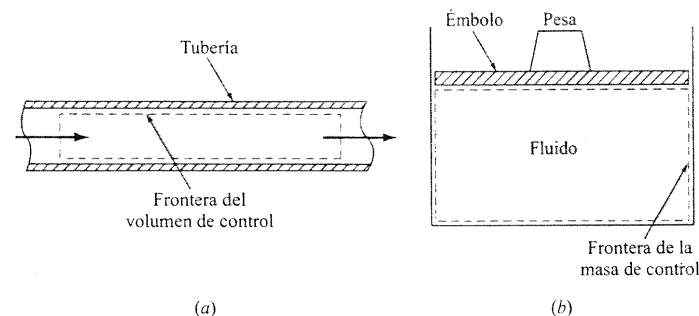 Tubería
Frontera del
volumen de control
(a)
Émbolo
Pesa
Fluido
Frontera de la
masa de control
(b)